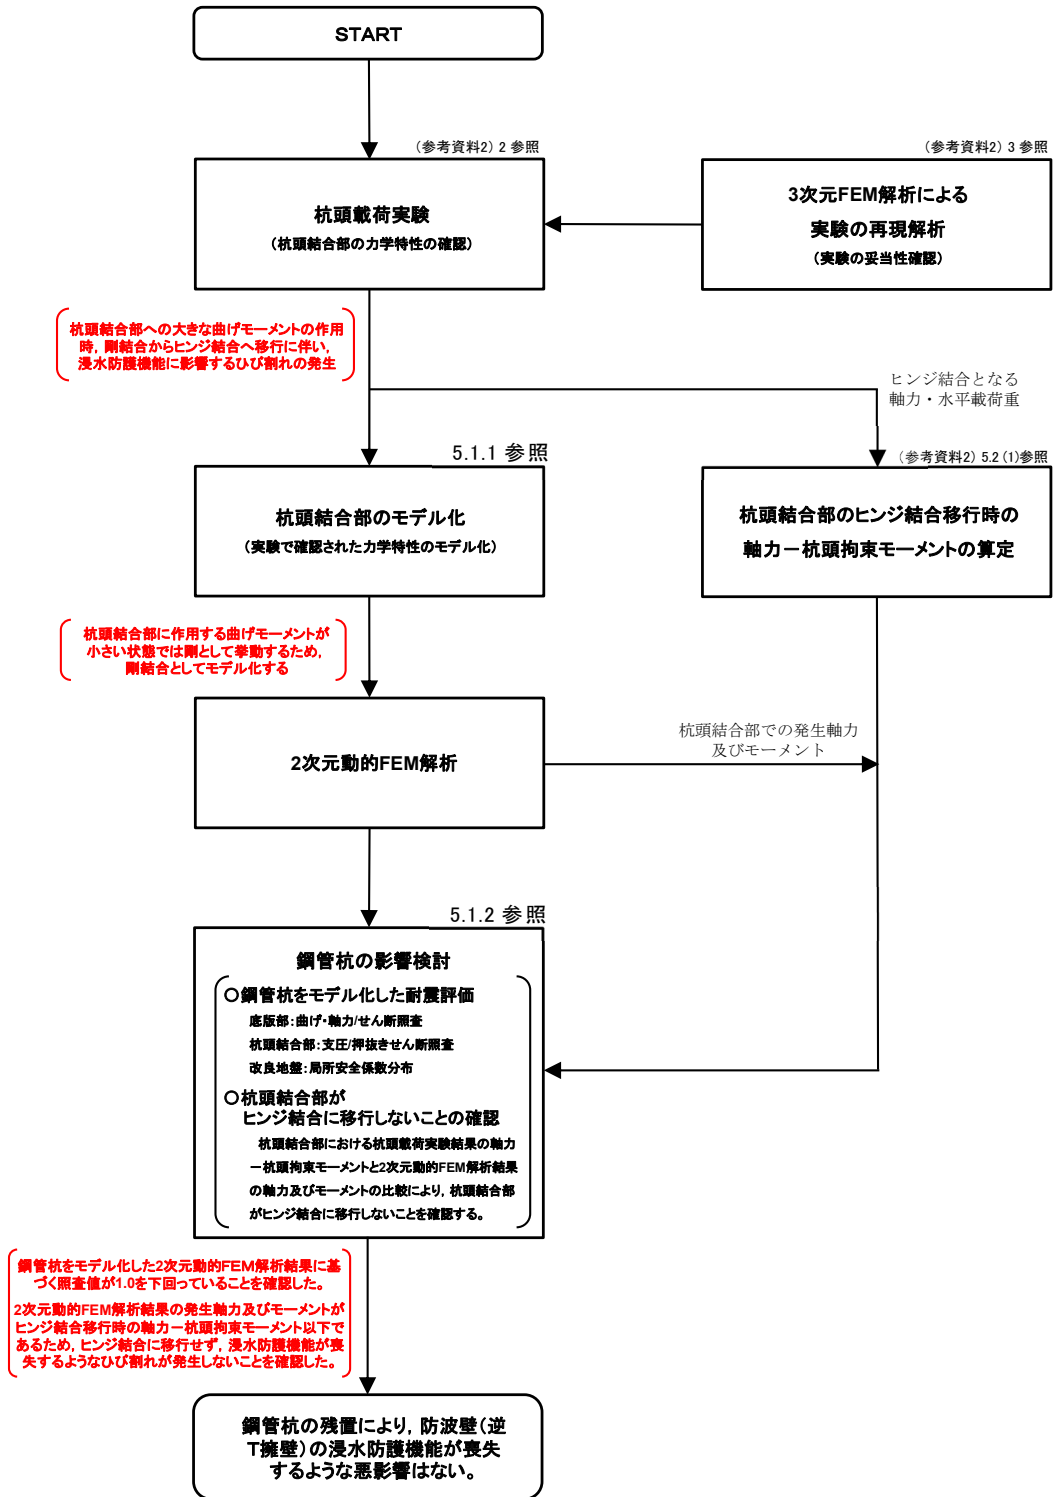 START
(参考資料2) 2 参照
杭頭載荷実験
(杭頭結合部の力学特性の確認)
(参考資料2) 3 参照
3次元FEM解析による
実験の再現解析
(実験の妥当性確認)
杭頭結合部への大きな曲げモーメントの作用
時, 剛結合からヒンジ結合へ移行に伴い,
浸水防護機能に影響するひび割れの発生
ヒンジ結合となる
軸力・水平載荷重
5.1.1 参照
杭頭結合部のモデル化
(実験で確認された力学特性のモデル化)
(参考資料2) 5.2 (1)参照
杭頭結合部のヒンジ結合移行時の
軸力－杭頭拘束モーメントの算定
杭頭結合部に作用する曲げモーメントが
小さい状態では剛として挙動するため,
剛結合としてモデル化する
2次元動的FEM解析
杭頭結合部での発生軸力
及びモーメント
5.1.2 参照
鋼管杭の影響検討
○鋼管杭をモデル化した耐震評価
底版部：曲げ・軸力/せん断照査
杭頭結合部：支圧/押抜きせん断照査
改良地盤：局所安全係数分布
○杭頭結合部が
ヒンジ結合に移行しないことの確認
杭頭結合部における杭頭載荷実験結果の軸力
－杭頭拘束モーメントと2次元動的FEM解析結果
の軸力及びモーメントの比較により, 杭頭結合部
がヒンジ結合に移行しないことを確認する。
鋼管杭をモデル化した2次元動的FEM解析結果に基
づく照査値が1.0を下回っていることを確認した。
2次元動的FEM解析結果の発生軸力及びモーメントが
ヒンジ結合移行時の軸力－杭頭拘束モーメント以下で
あるため, ヒンジ結合に移行せず, 浸水防護機能が喪
失するようなひび割れが発生しないことを確認した。
鋼管杭の残置により, 防波壁(逆
T擁壁)の浸水防護機能が喪失
するような悪影響はない。